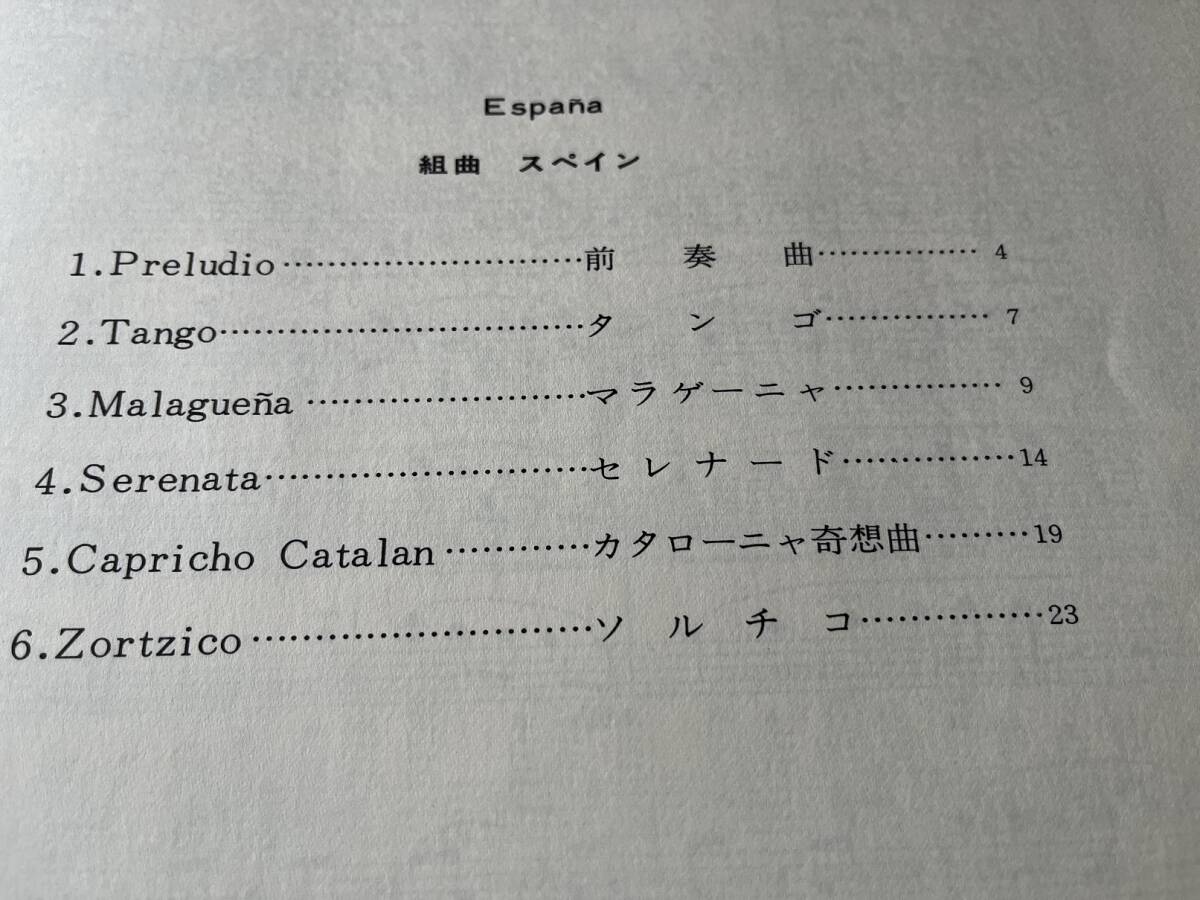 España
組曲 スペイン
1.Preludio……………………………前奏曲……………… 4
2.Tango…………………………………タンゴ……………… 7
3.Malagueña …………………………マラゲーニャ……………… 9
4.Serenata………………………………セレナード………………14
5.Capricho Catalan ……………カタローニャ奇想曲…………19
6.Zortzico………………………………ソルチコ………………23